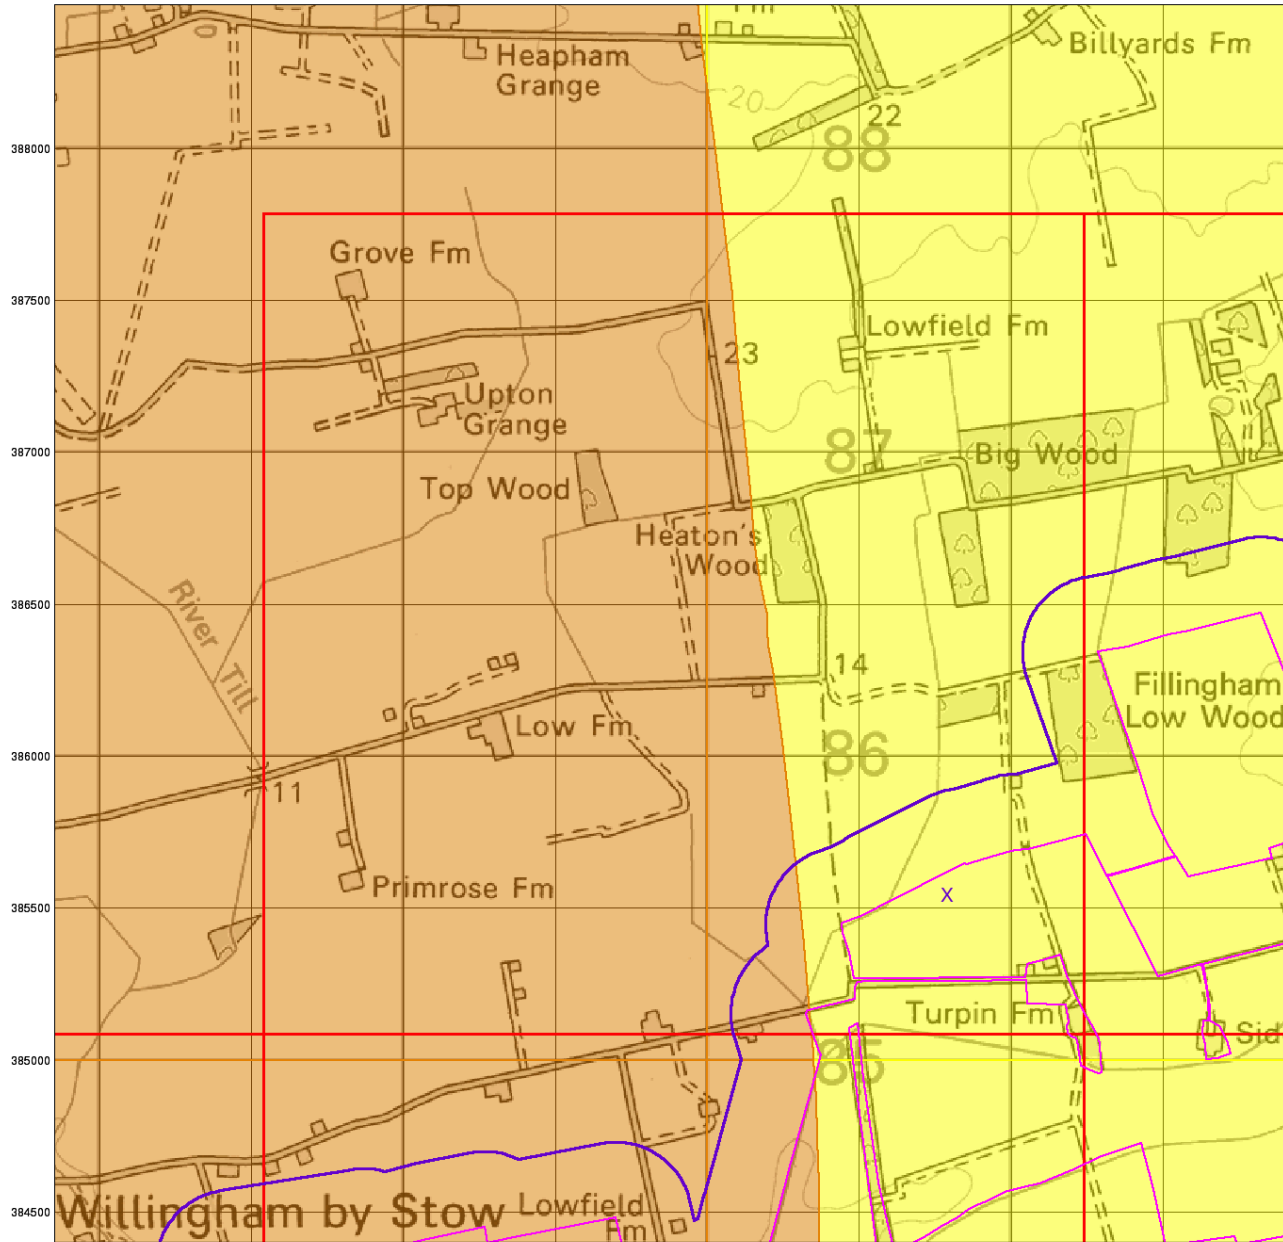 Heapham
Grange
Fm
Billyards Fm
20
22
88
388000
Grove Fm
387500
Lowfield Fm
23
Upton
Grange
87
387000
Big Wood
Top Wood
Heaton's
Wood
386500
River Till
14
Fillingham
Low Wood
Low Fm
86
386000
11
385500
Primrose Fm
X
Turpin Fm
Sid
385000
85
384500
Willingham by Stow
Lowfield
Fm